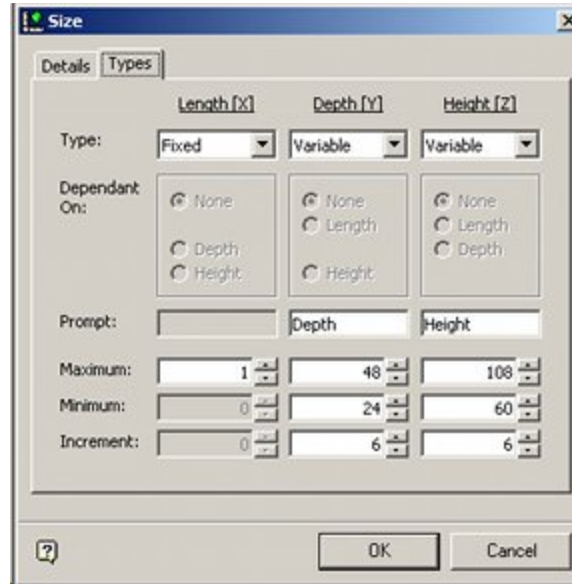 Size
Details Types
Length [X] Depth [Y] Height [Z]
Type: Fixed Variable Variable
Dependant On:
None None None
Length Length
Depth Depth
Height Height
Prompt: Depth Height
Maximum: 1 48 108
Minimum: 0 24 60
Increment: 0 6 6
? OK Cancel